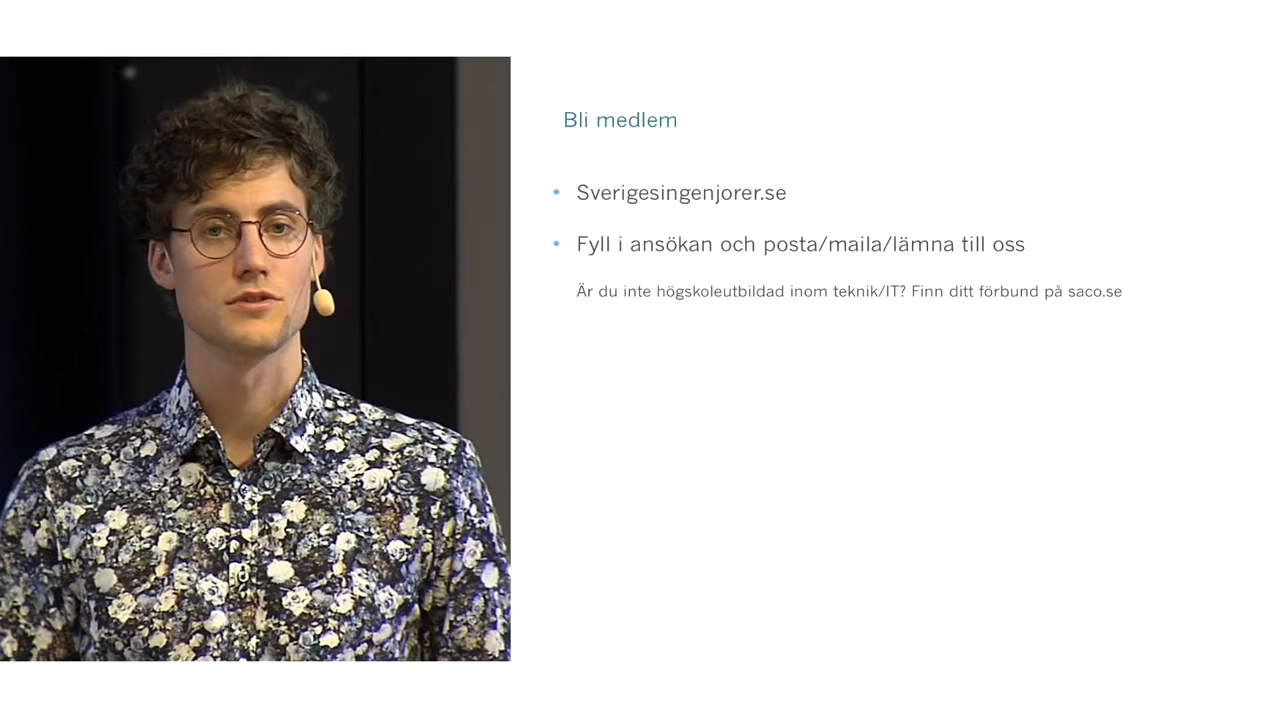 Bli medlem
• Sverigesingenjorer.se
• Fyll i ansökan och posta/maila/lämna till oss
Är du inte högskoleutbildad inom teknik/IT? Finn ditt förbund på saco.se